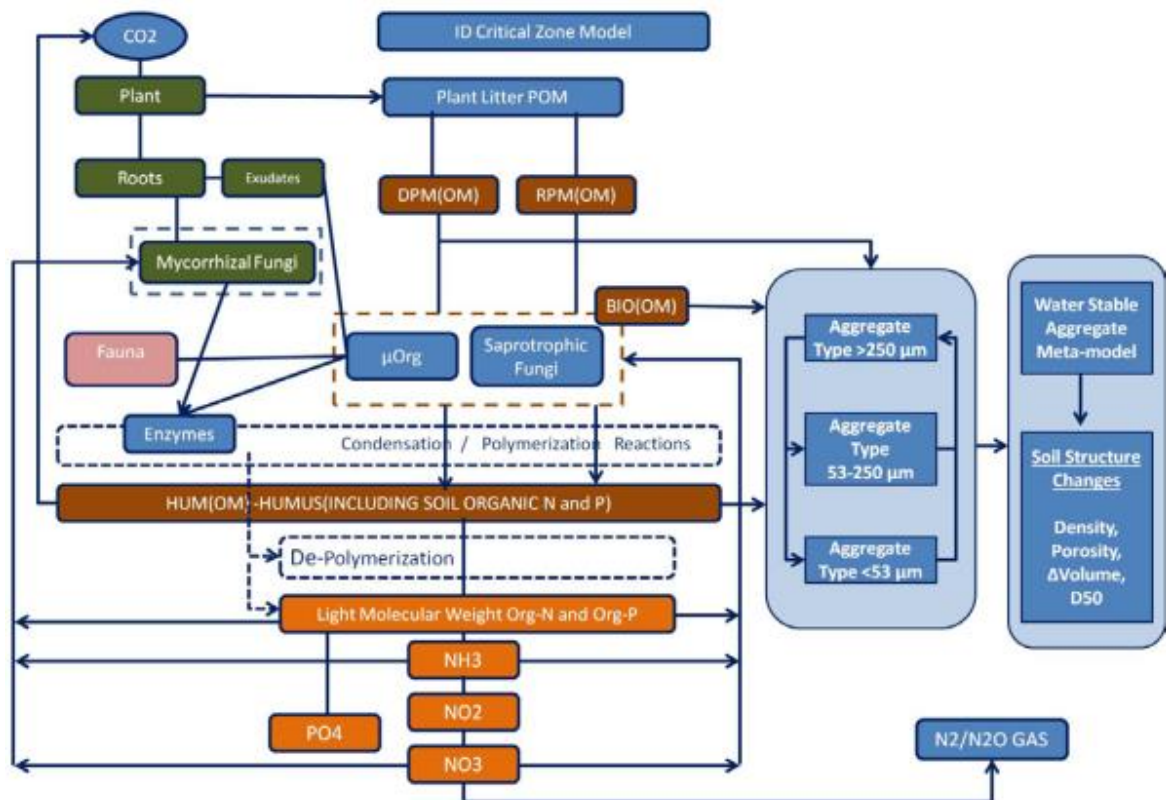 CO2
ID Critical Zone Model
Plant
Plant Litter POM
Roots
Exudates
DPM(OM)
RPM(OM)
Mycorrhizal Fungi
BIO(OM)
Fauna
µOrg
Saprotrophic
Fungi
Enzymes
Condensation / Polymerization Reactions
HUM(OM)-HUMUS(INCLUDING SOIL ORGANIC N and P)
De-Polymerization
Light Molecular Weight Org-N and Org-P
NH3
NO2
PO4
NO3
Aggregate
Type >250 µm
Aggregate
Type
53-250 µm
Aggregate
Type <53 µm
Water Stable
Aggregate
Meta-model
Soil Structure
Changes
Density,
Porosity,
ΔVolume,
D50
N2/N2O GAS